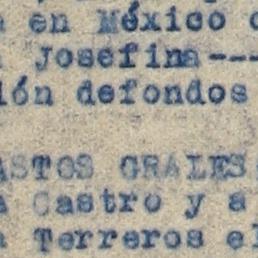 a en México
Josefina---
ión defondos
ASTOS GRALES
a Castro y a
a Terreros el